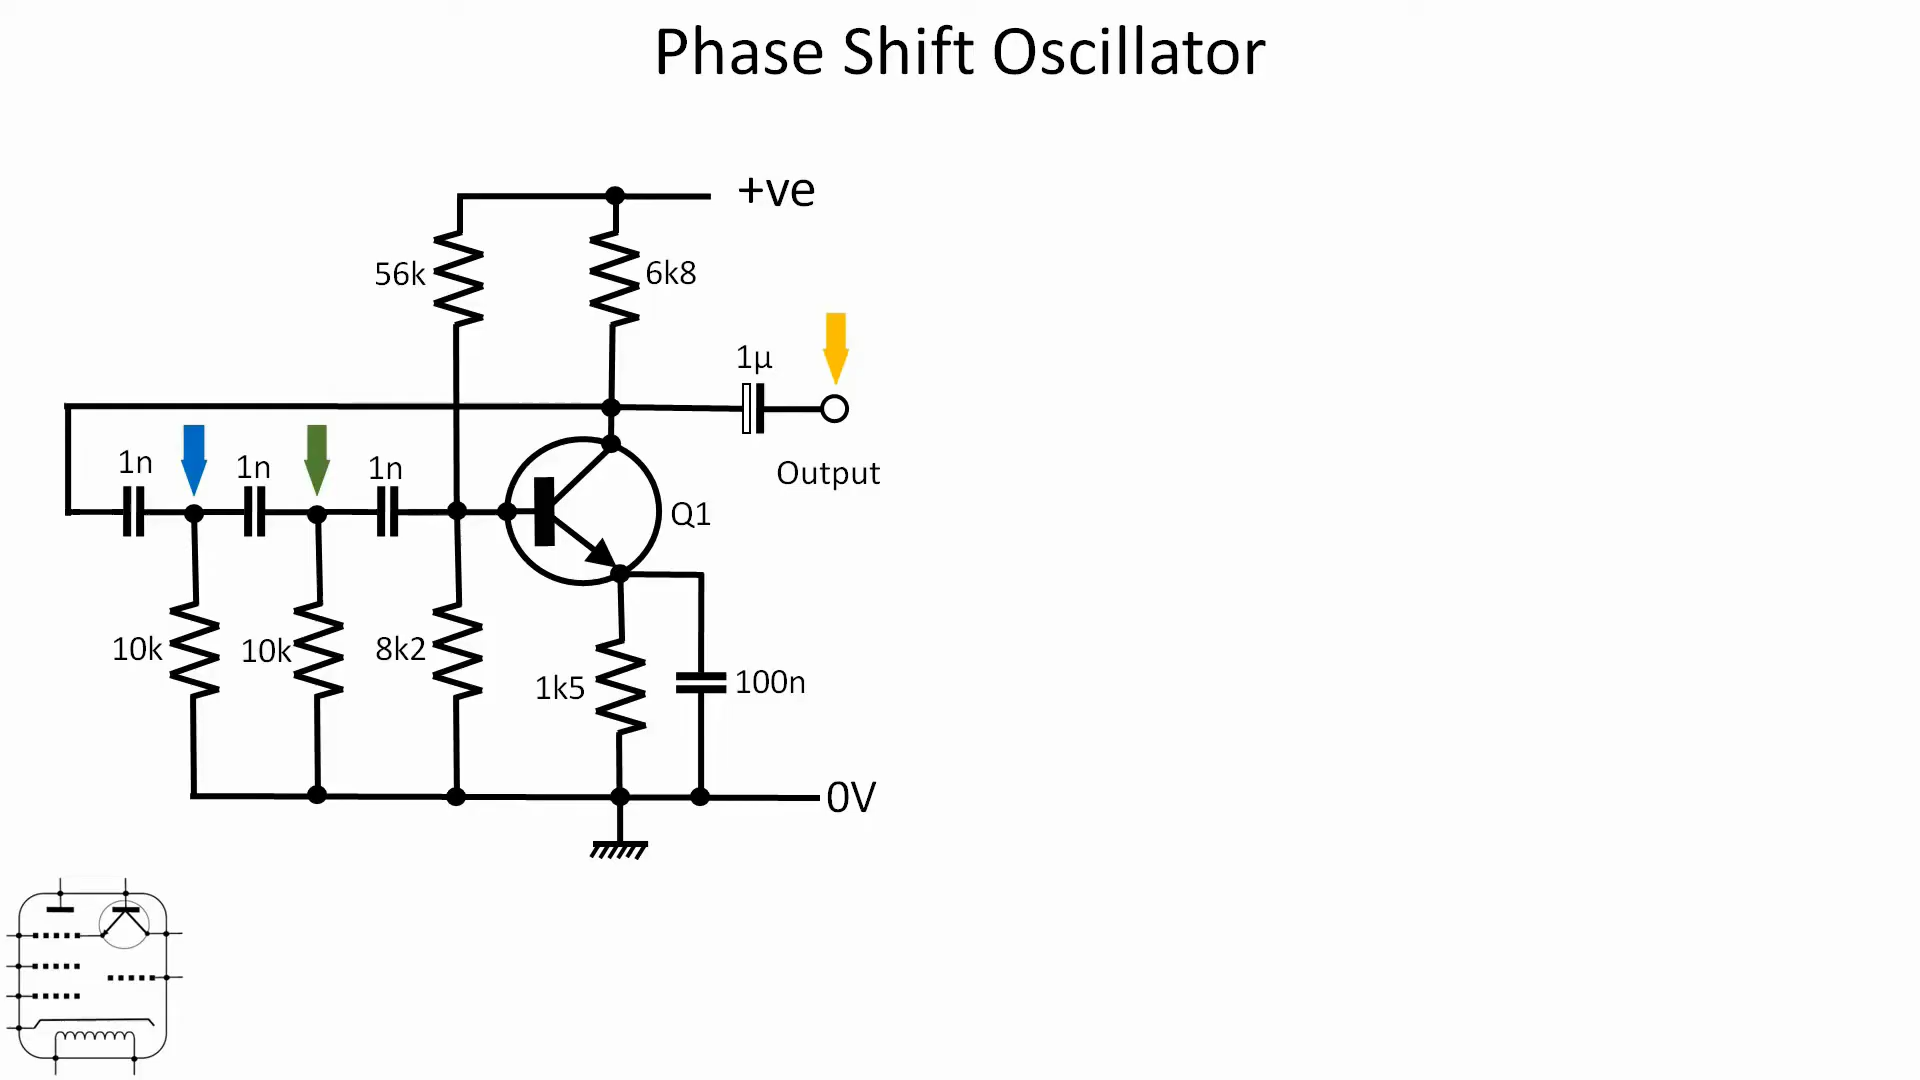 Phase Shift Oscillator
+ve
56k
6k8
1µ
1n
1n
1n
Output
Q1
10k
10k
8k2
1k5
100n
0V